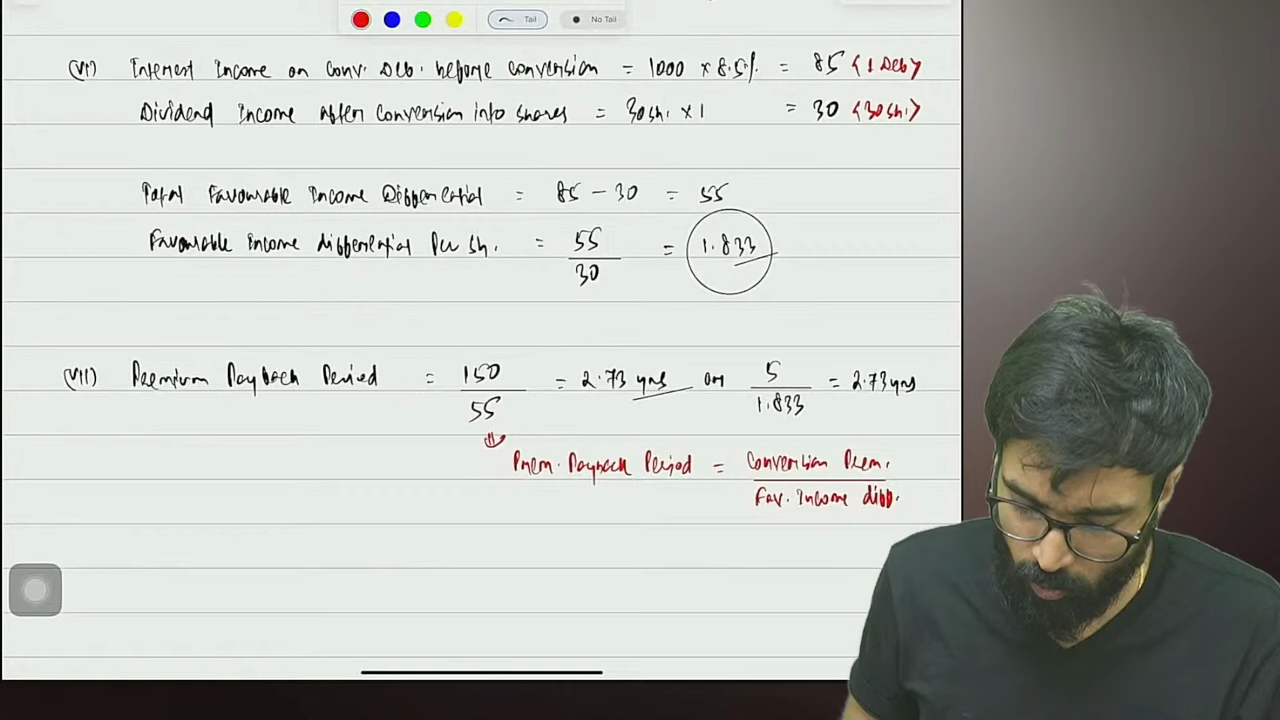 Tail
No Tail
(VI) Interest Income on Conv. Deb. before conversion = 1000 × 8.5% = 85 <1 Deb>
Dividend Income after Conversion into shares = 30sh. × 1 = 30 <30sh.>
Total Favourable Income Differential = 85 - 30 = 55
Favourable Income differential Per Sh. = 55 / 30 = 1.833
(VII) Premium Payback Period = 150 / 55 = 2.73 yrs or 5 / 1.833 = 2.73 yrs
Prem. Payback Period = Conversion Prem. / Fav. Income diff.